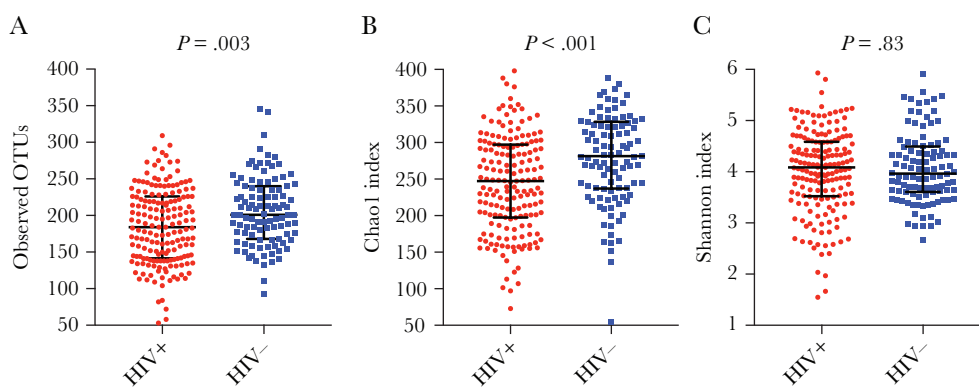 A
P = .003
Observed OTUs
400
350
300
250
200
150
100
50
HIV+
HIV–
B
P < .001
Chao1 index
400
350
300
250
200
150
100
50
HIV+
HIV–
C
P = .83
Shannon index
6
5
4
3
4
1
HIV+
HIV–